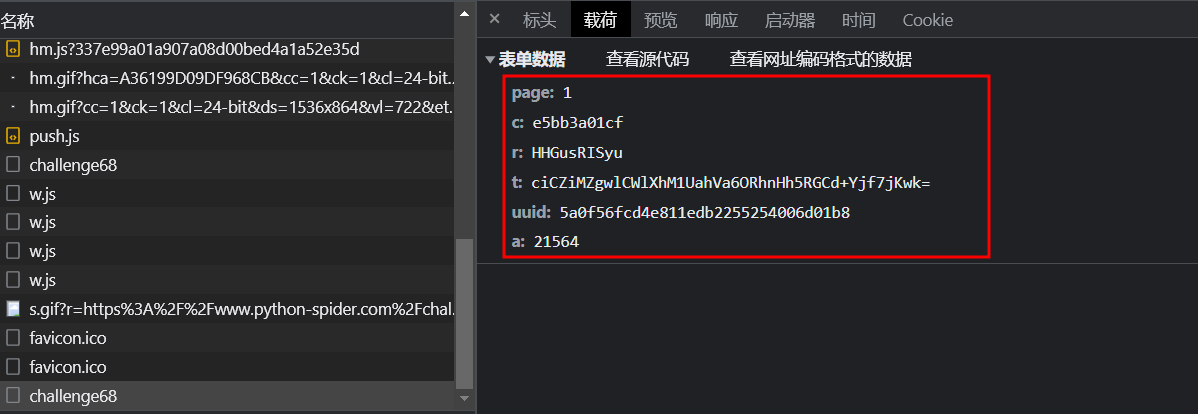 名称
hm.js?337e99a01a907a08d00bed4a1a52e35d
hm.gif?hca=A36199D09DF968CB&cc=1&ck=1&cl=24-bit...
hm.gif?cc=1&ck=1&cl=24-bit&ds=1536x864&vl=722&et...
push.js
challenge68
w.js
w.js
w.js
w.js
s.gif?r=https%3A%2F%2Fwww.python-spider.com%2Fchal...
favicon.ico
favicon.ico
challenge68
标头 载荷 预览 响应 启动器 时间 Cookie
表单数据 查看源代码 查看网址编码格式的数据
page: 1
c: e5bb3a01cf
r: HHGusRISyu
t: ciCZiMZgwlCWlXhM1UahVa6ORhnHh5RGCd+Yjf7jKwk=
uuid: 5a0f56fcd4e811edb2255254006d01b8
a: 21564